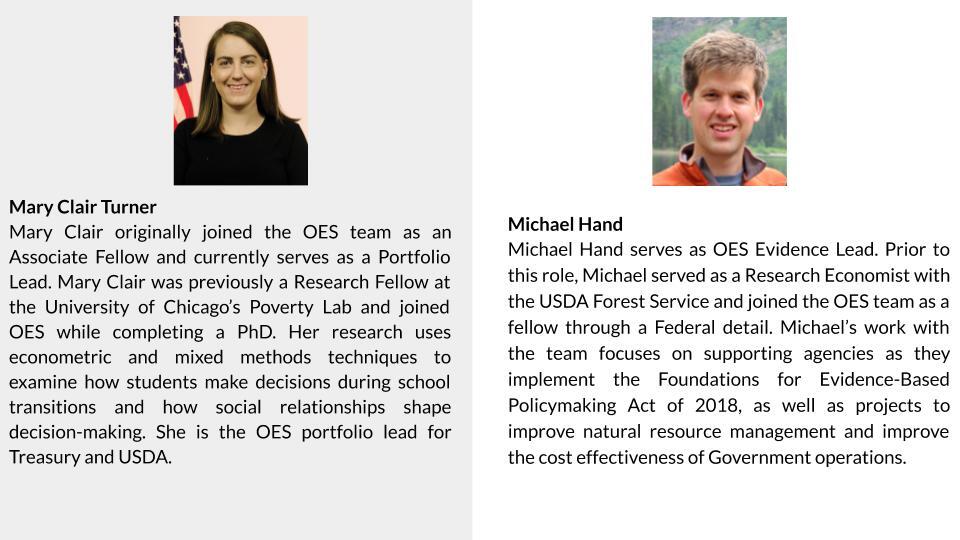 Mary Clair Turner
Mary Clair originally joined the OES team as an
Associate Fellow and currently serves as a Portfolio
Lead. Mary Clair was previously a Research Fellow at
the University of Chicago’s Poverty Lab and joined
OES while completing a PhD. Her research uses
econometric and mixed methods techniques to
examine how students make decisions during school
transitions and how social relationships shape
decision-making. She is the OES portfolio lead for
Treasury and USDA.
Michael Hand
Michael Hand serves as OES Evidence Lead. Prior to
this role, Michael served as a Research Economist with
the USDA Forest Service and joined the OES team as a
fellow through a Federal detail. Michael’s work with
the team focuses on supporting agencies as they
implement the Foundations for Evidence-Based
Policymaking Act of 2018, as well as projects to
improve natural resource management and improve
the cost effectiveness of Government operations.